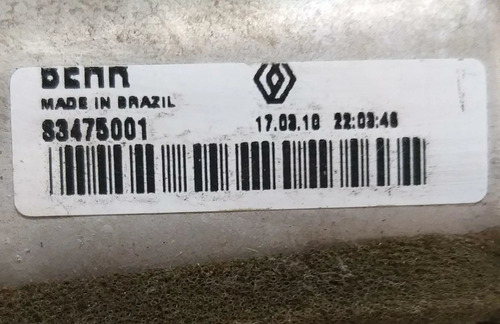 BEHR
MADE IN BRAZIL
83475001
17.03.10 22:03:46